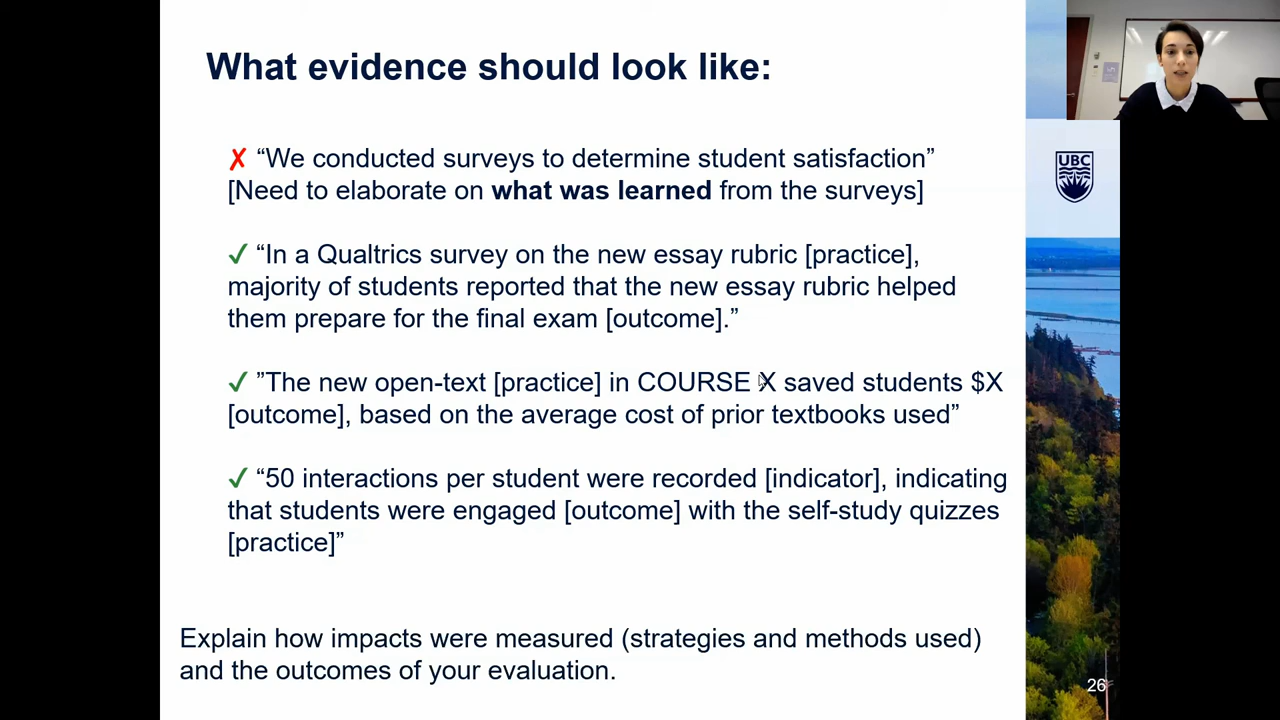 What evidence should look like:
✗ “We conducted surveys to determine student satisfaction”
[Need to elaborate on what was learned from the surveys]
✓ “In a Qualtrics survey on the new essay rubric [practice],
majority of students reported that the new essay rubric helped
them prepare for the final exam [outcome].”
✓ ”The new open-text [practice] in COURSE X saved students $X
[outcome], based on the average cost of prior textbooks used”
✓ “50 interactions per student were recorded [indicator], indicating
that students were engaged [outcome] with the self-study quizzes
[practice]”
Explain how impacts were measured (strategies and methods used)
and the outcomes of your evaluation.
UBC
26